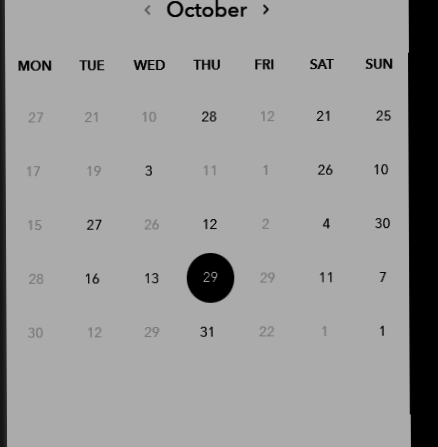 ‹ October ›
MON TUE WED THU FRI SAT SUN
27 21 10 28 12 21 25
17 19 3 11 1 26 10
15 27 26 12 2 4 30
28 16 13 29 29 11 7
30 12 29 31 22 1 1